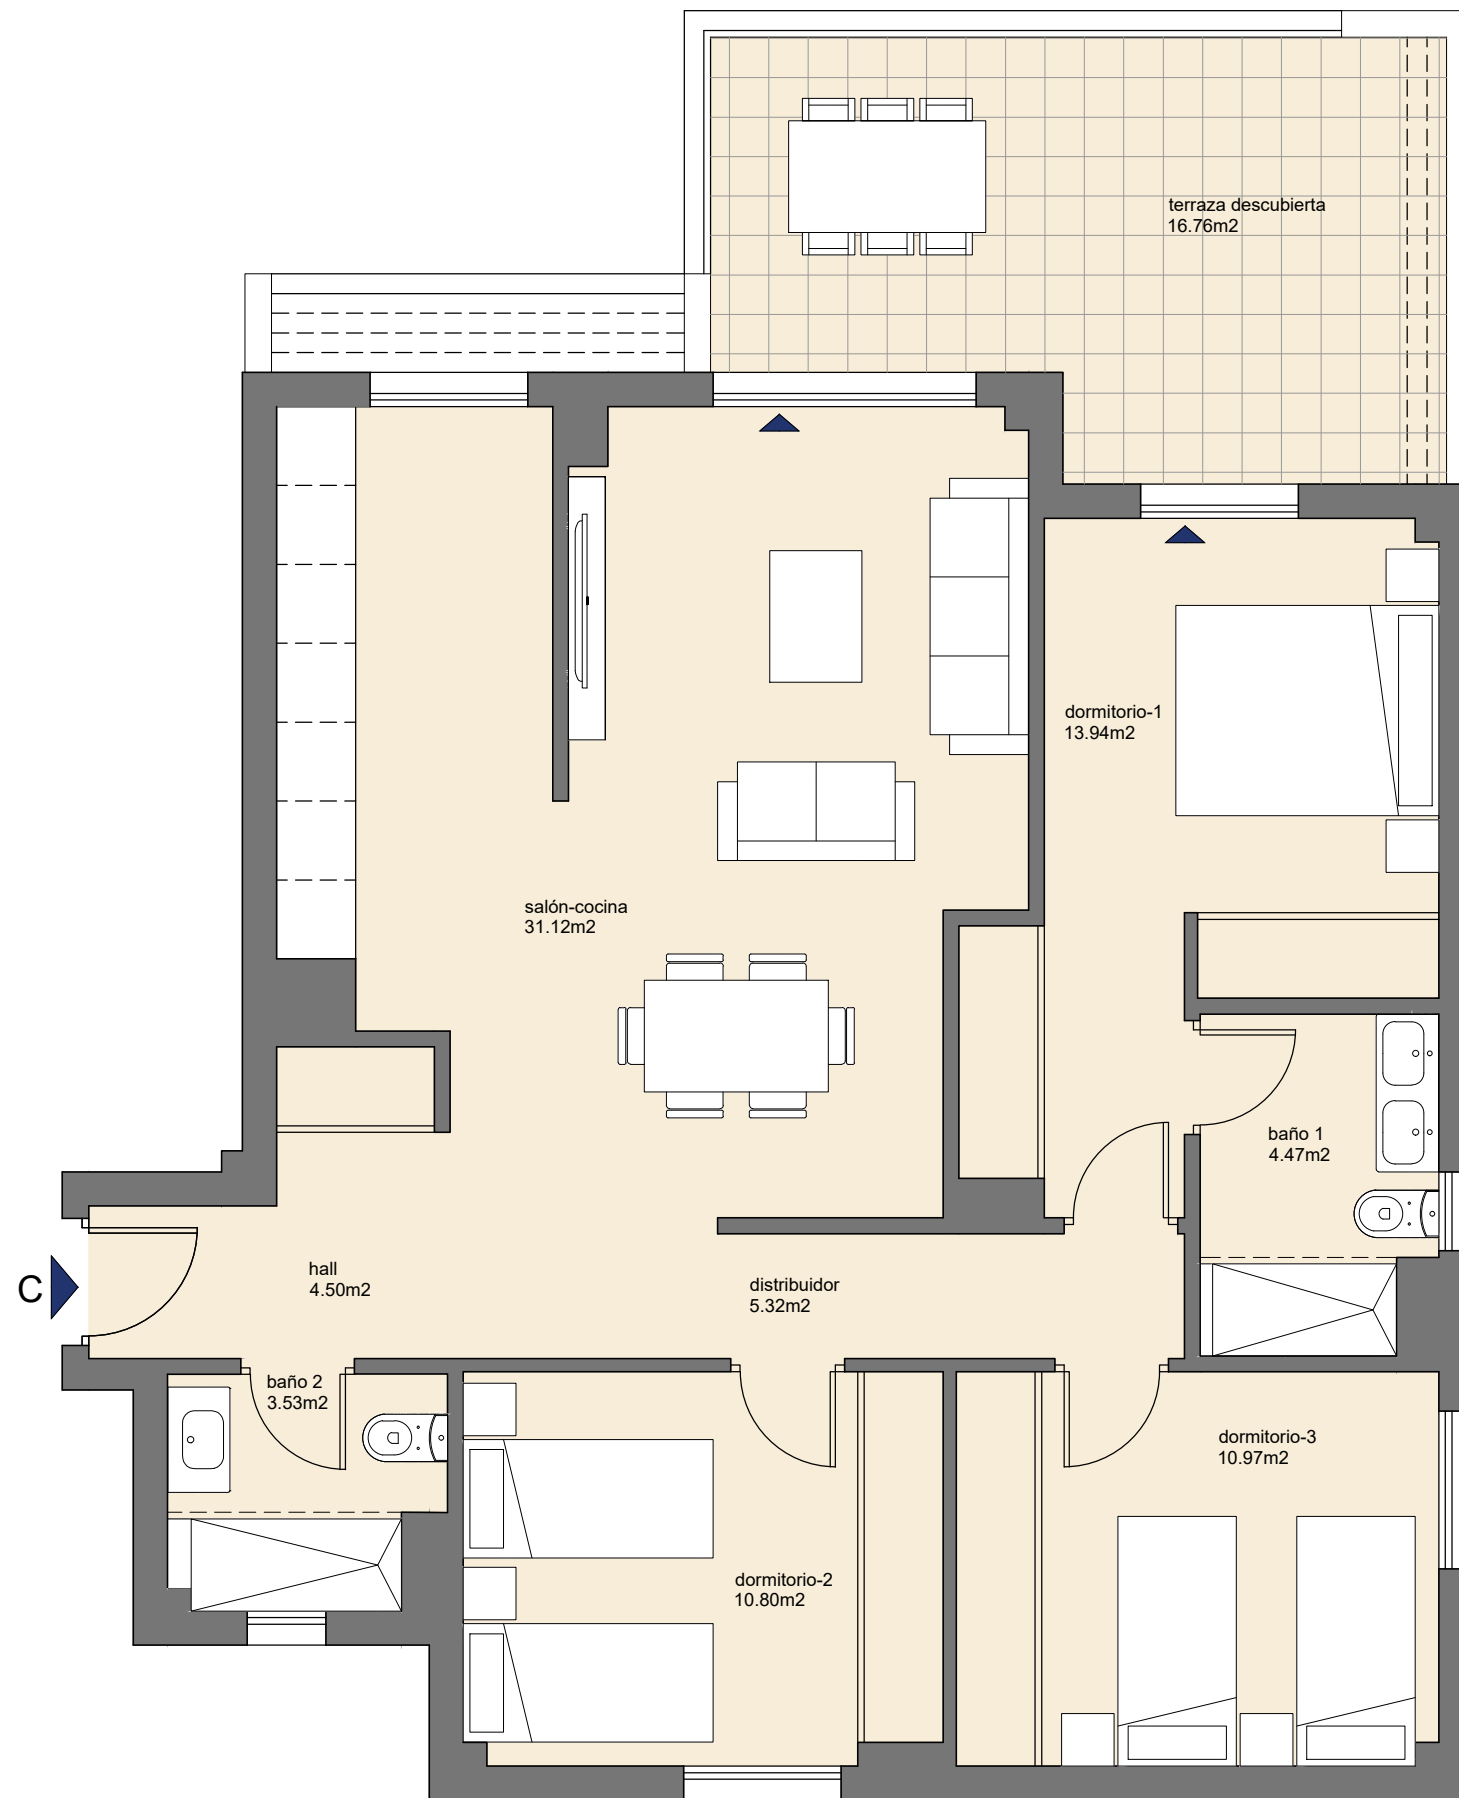 terraza descubierta
16.76m2
dormitorio-1
13.94m2
salón-cocina
31.12m2
baño 1
4.47m2
hall
4.50m2
C
distribuidor
5.32m2
baño 2
3.53m2
dormitorio-3
10.97m2
dormitorio-2
10.80m2